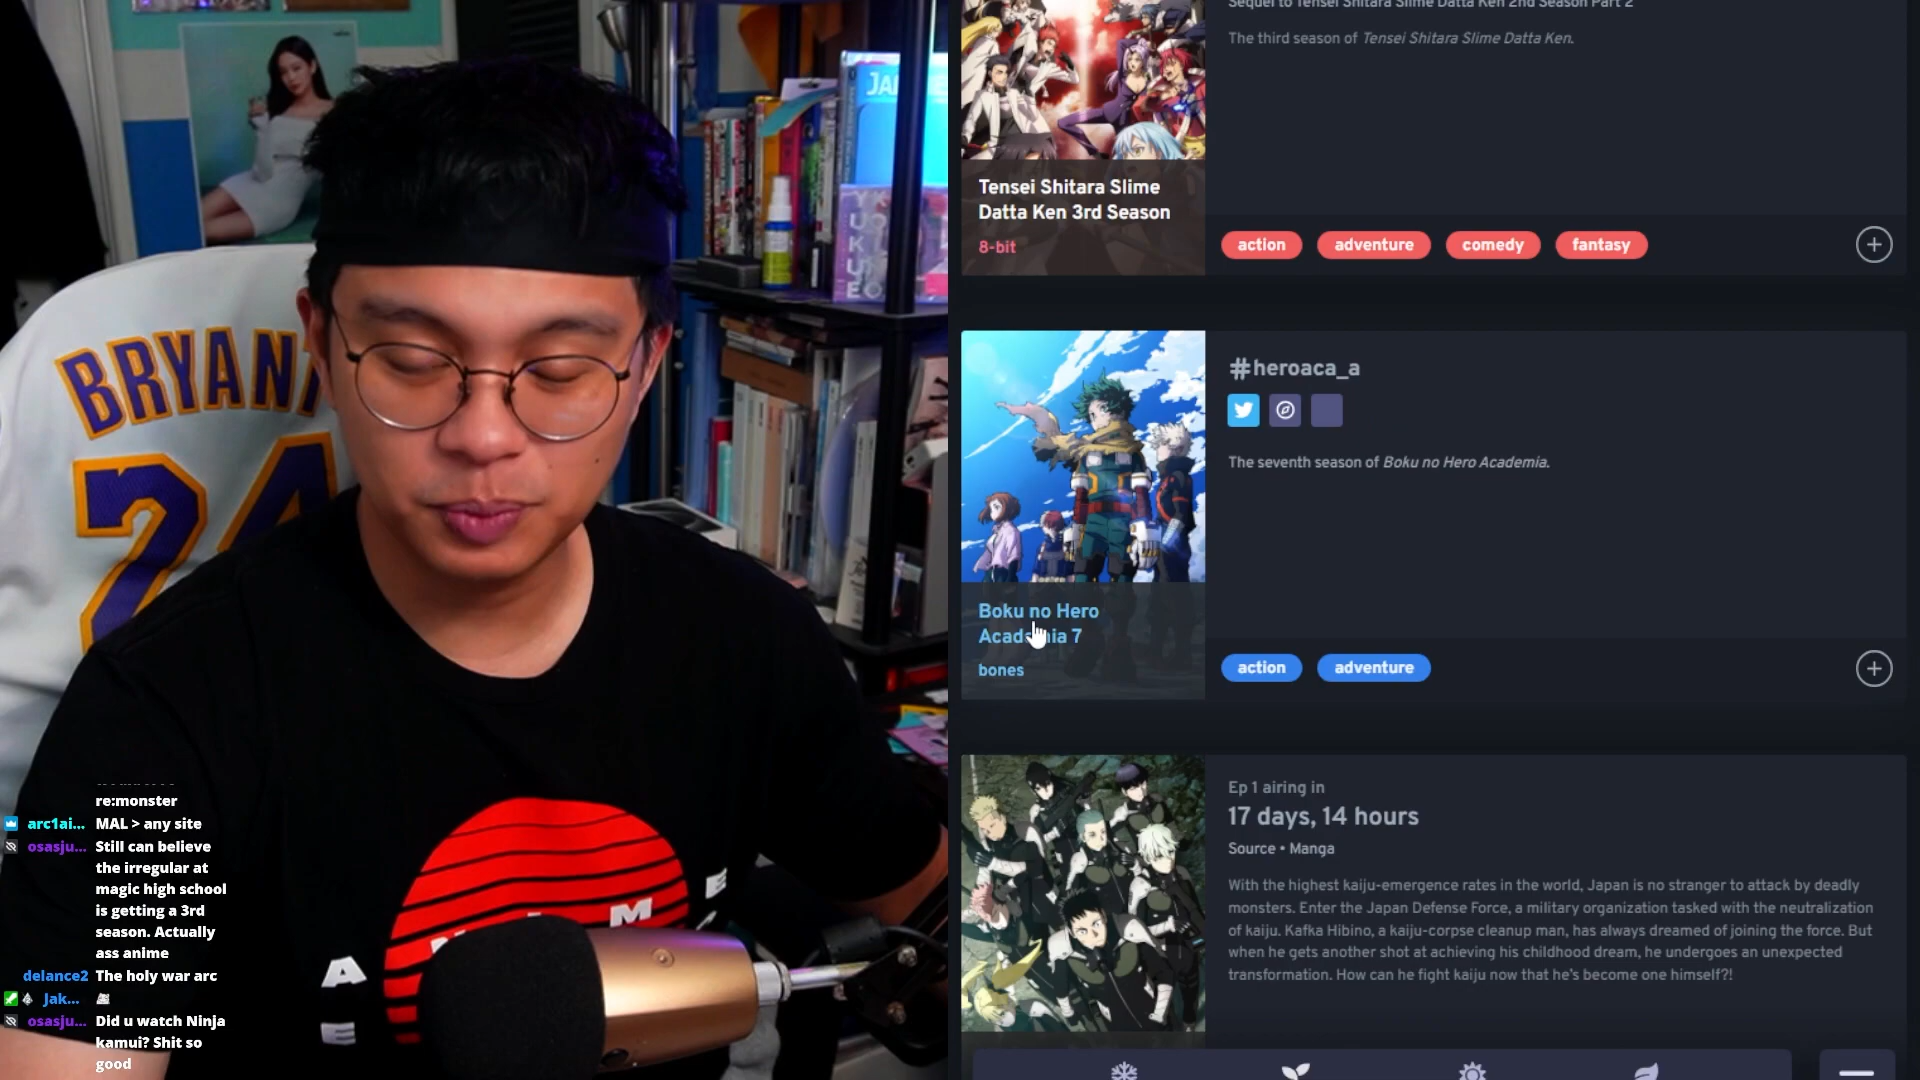 Sequel to Tensei Shitara Slime Datta Ken 2nd Season Part 2
The third season of Tensei Shitara Slime Datta Ken.
Tensei Shitara Slime
Datta Ken 3rd Season
8-bit
action
adventure
comedy
fantasy
#heroaca_a
The seventh season of Boku no Hero Academia.
Boku no Hero
bones
action
adventure
Ep 1 airing in
17 days, 14 hours
Source • Manga
With the highest kaiju-emergence rates in the world, Japan is no stranger to attack by deadly
monsters. Enter the Japan Defense Force, a military organization tasked with the neutralization
of kaiju. Kafka Hibino, a kaiju-corpse cleanup man, has always dreamed of joining the force. But
when he gets another shot at achieving his childhood dream, he undergoes an unexpected
transformation. How can he fight kaiju now that he's become one himself?!
BRYANT
24
re:monster
arc1ai... MAL > any site
osasju... Still can believe
the irregular at
magic high school
is getting a 3rd
season. Actually
ass anime
delance2 The holy war arc
Jak...
osasju... Did u watch Ninja
kamui? Shit so
good